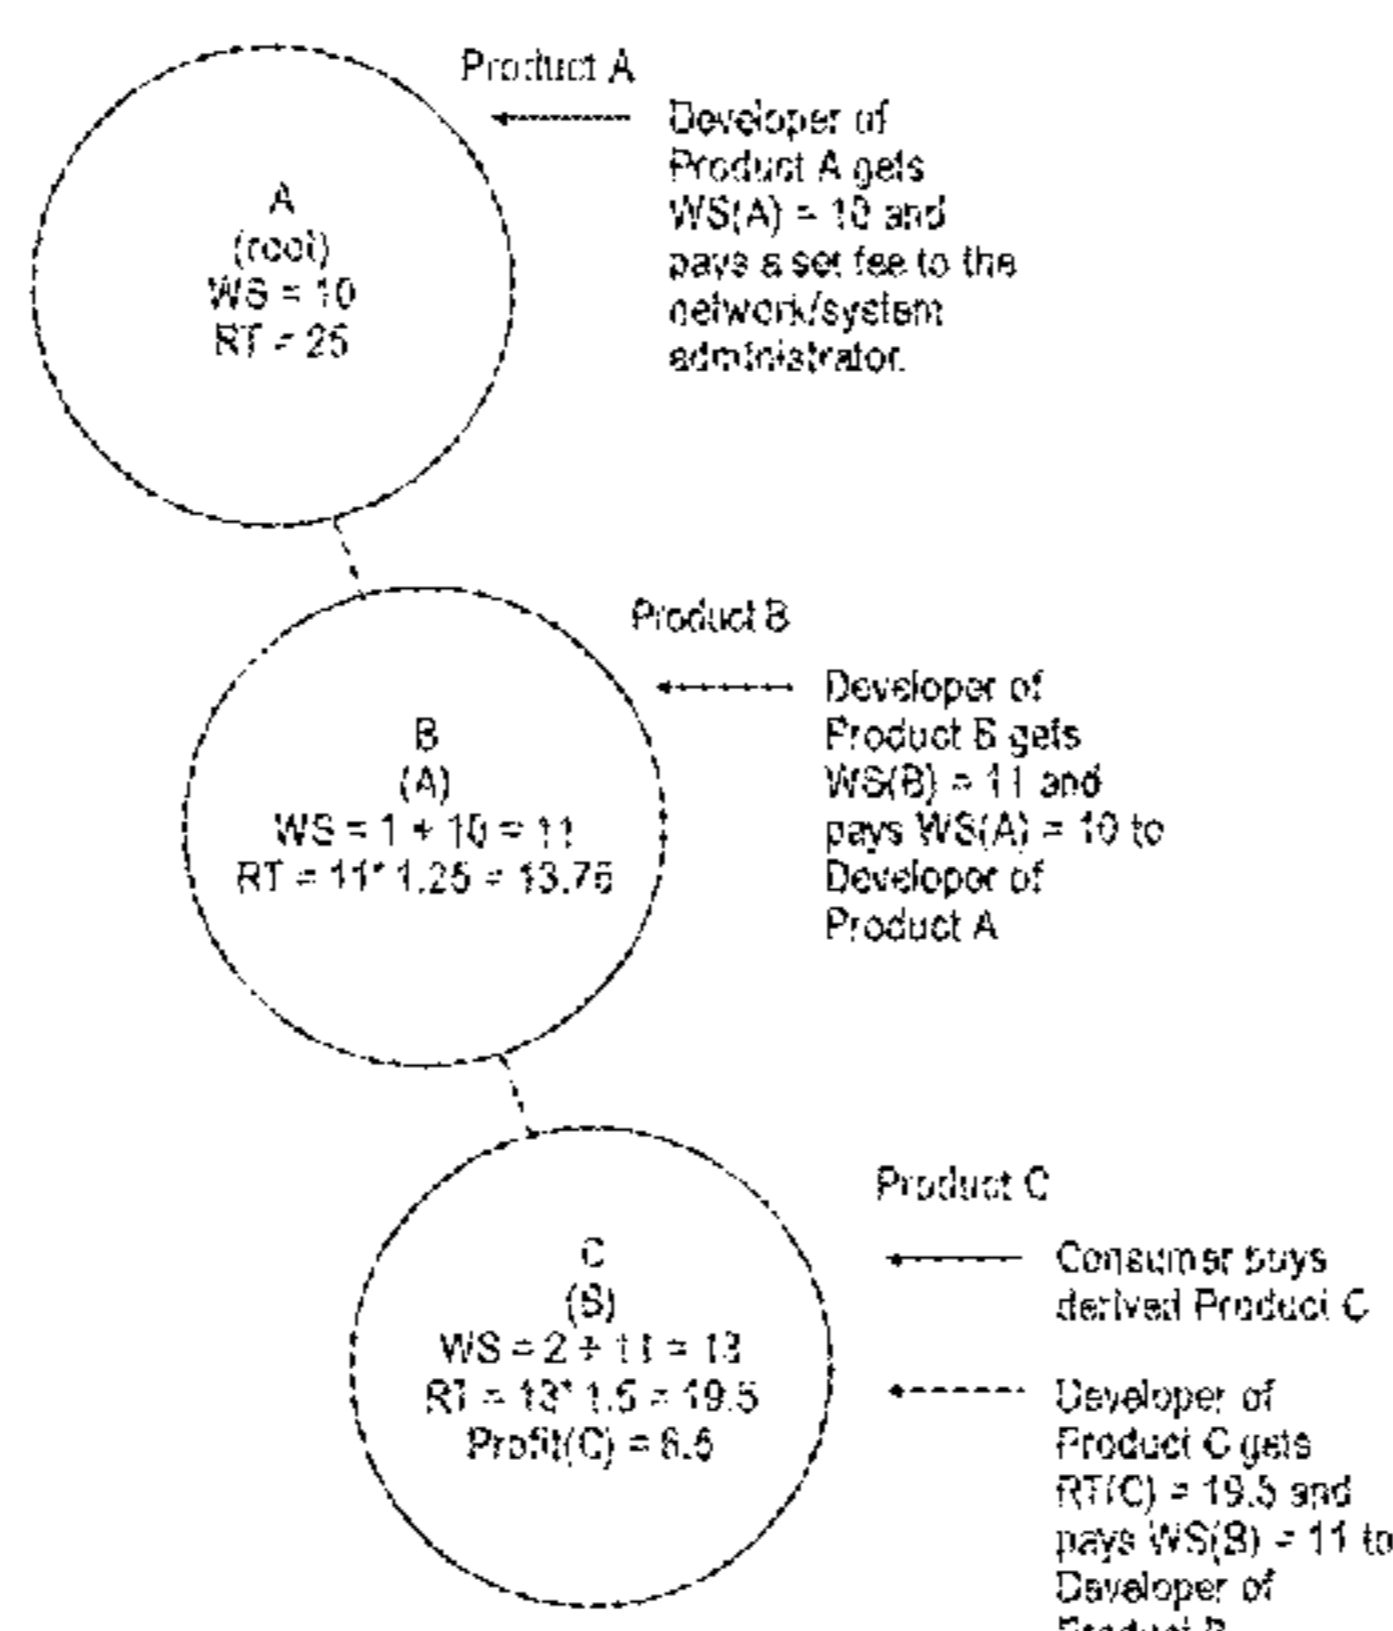 Product A
Developer of
Product A gets
WS(A) = 10 and
pays a set fee to the
network/system
administrator.
A
(root)
WS = 10
RT = 25
Product B
Developer of
Product B gets
WS(B) = 11 and
pays WS(A) = 10 to
Developer of
Product A
B
(A)
WS = 1 + 10 = 11
RT = 11* 1.25 = 13.75
Product C
Consumer buys
derived Product C
Developer of
Product C gets
RT(C) = 19.5 and
pays WS(B) = 11 to
Developer of
Product B
C
(B)
WS = 2 + 11 = 13
RT = 13* 1.5 = 19.5
Profit(C) = 6.5